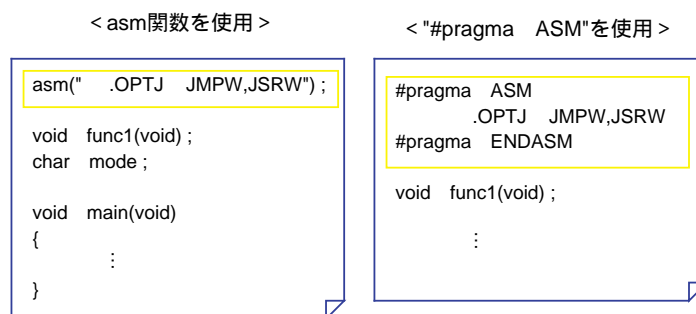 ＜asm関数を使用＞
asm("    .OPTJ    JMPW,JSRW") ;
void    func1(void) ;
char    mode ;
void    main(void)
{
⋮
}
＜"#pragma    ASM"を使用＞
#pragma    ASM
.OPTJ    JMPW,JSRW
#pragma    ENDASM
void    func1(void) ;
⋮